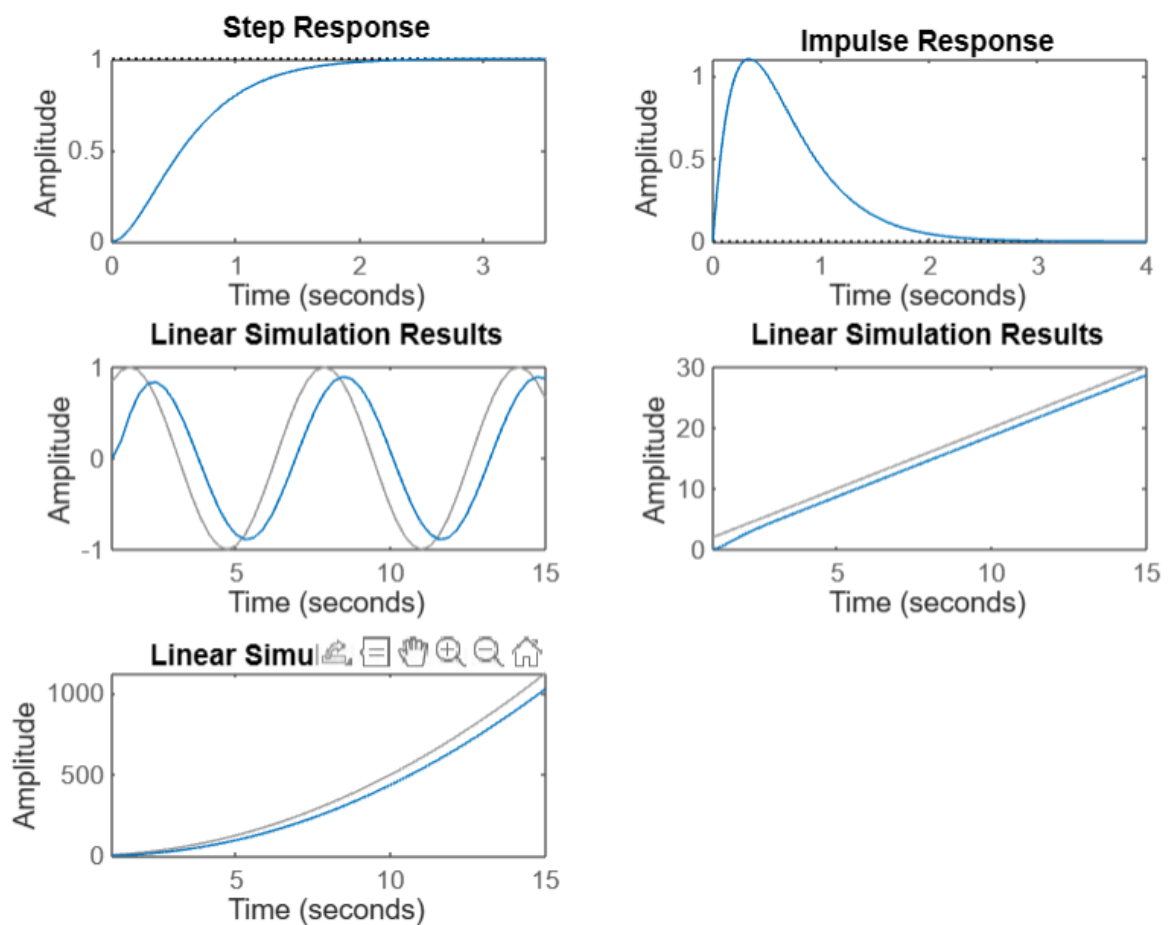 Step Response
Amplitude
1
0.5
0
0 1 2 3
Time (seconds)
Impulse Response
Amplitude
1
0.5
0
0 1 2 3 4
Time (seconds)
Linear Simulation Results
Amplitude
1
0
-1
5 10 15
Time (seconds)
Linear Simulation Results
Amplitude
30
20
10
0
5 10 15
Time (seconds)
Linear Simu
Amplitude
1000
500
0
5 10 15
Time (seconds)